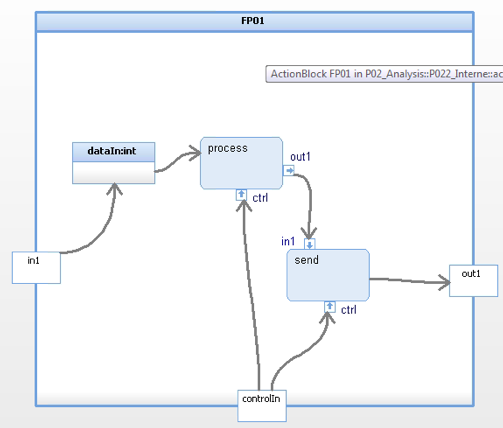 FP01
ActionBlock FP01 in P02_Analysis::P022_Interne::ac
dataIn:int
process
out1
ctrl
in1
in1
send
out1
ctrl
controlIn